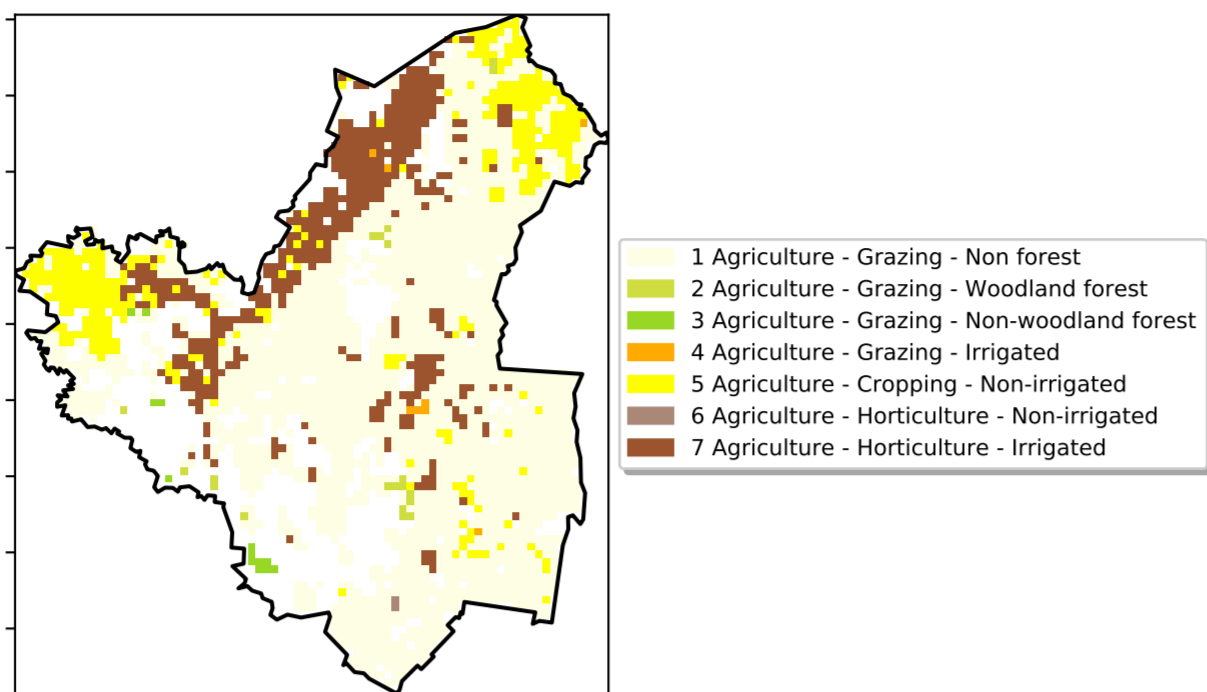 1 Agriculture - Grazing - Non forest
2 Agriculture - Grazing - Woodland forest
3 Agriculture - Grazing - Non-woodland forest
4 Agriculture - Grazing - Irrigated
5 Agriculture - Cropping - Non-irrigated
6 Agriculture - Horticulture - Non-irrigated
7 Agriculture - Horticulture - Irrigated